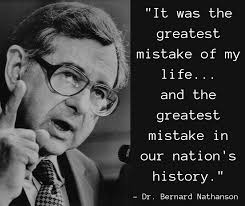 "It was the
greatest
mistake of my
life...
and the
greatest
mistake in
our nation's
history."
– Dr. Bernard Nathanson